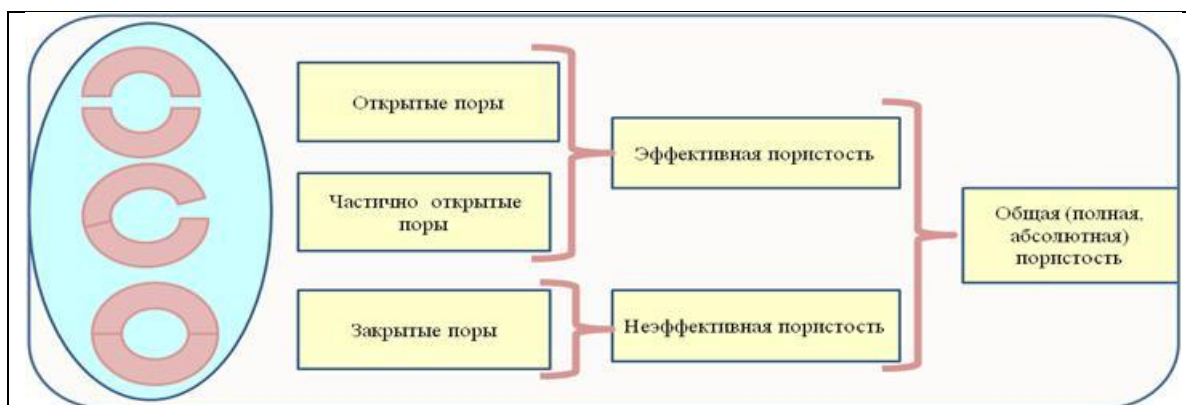 Открытые поры
Частично открытые
поры
Закрытые поры
Эффективная пористость
Неэффективная пористость
Общая (полная,
абсолютная)
пористость